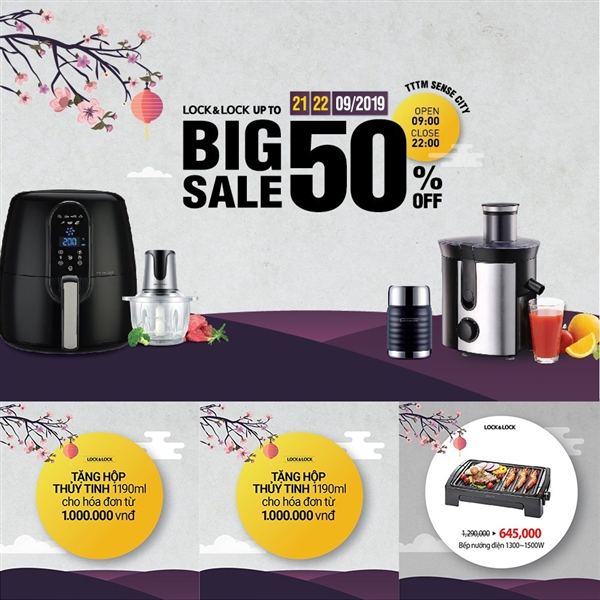 LOCK&LOCK UP TO
21 22 09/2019
BIG
SALE
50
%
OFF
TTTM SENSE CITY
OPEN
09:00
CLOSE
22:00
200
LOCK&LOCK
TẶNG HỘP
THỦY TINH 1190ml
cho hóa đơn từ
1.000.000 vnđ
LOCK&LOCK
TẶNG HỘP
THỦY TINH 1190ml
cho hóa đơn từ
1.000.000 vnđ
LOCK&LOCK
1,290,000 ▸ 645,000
Bếp nướng điện 1300~1500W